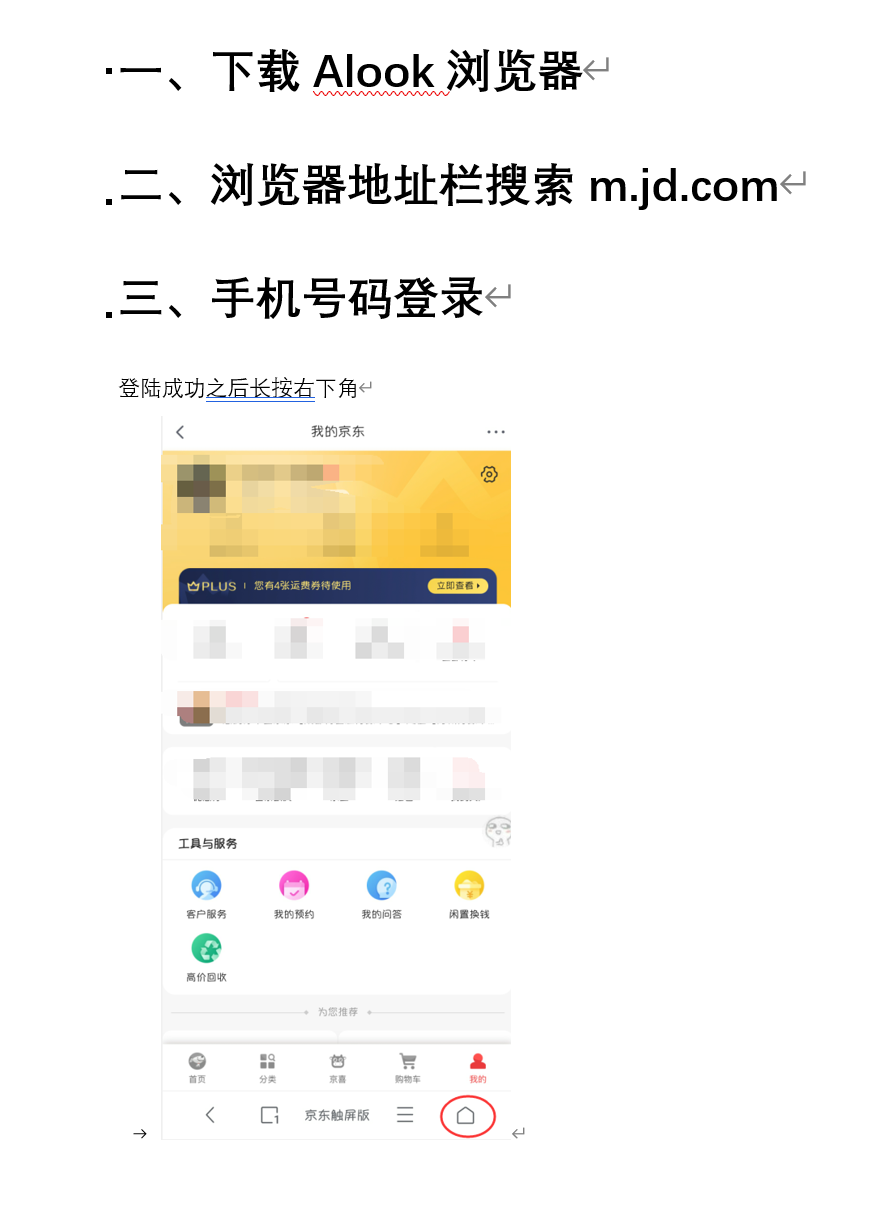 一、下载 Alook 浏览器
二、浏览器地址栏搜索 m.jd.com
三、手机号码登录
登陆成功之后长按右下角
我的京东
PLUS 您有4张运费券待使用 立即查看
工具与服务
客户服务 我的预约 我的问答 闲置换钱
高价回收
为您推荐
首页 分类 京喜 购物车 我的
1 京东触屏版